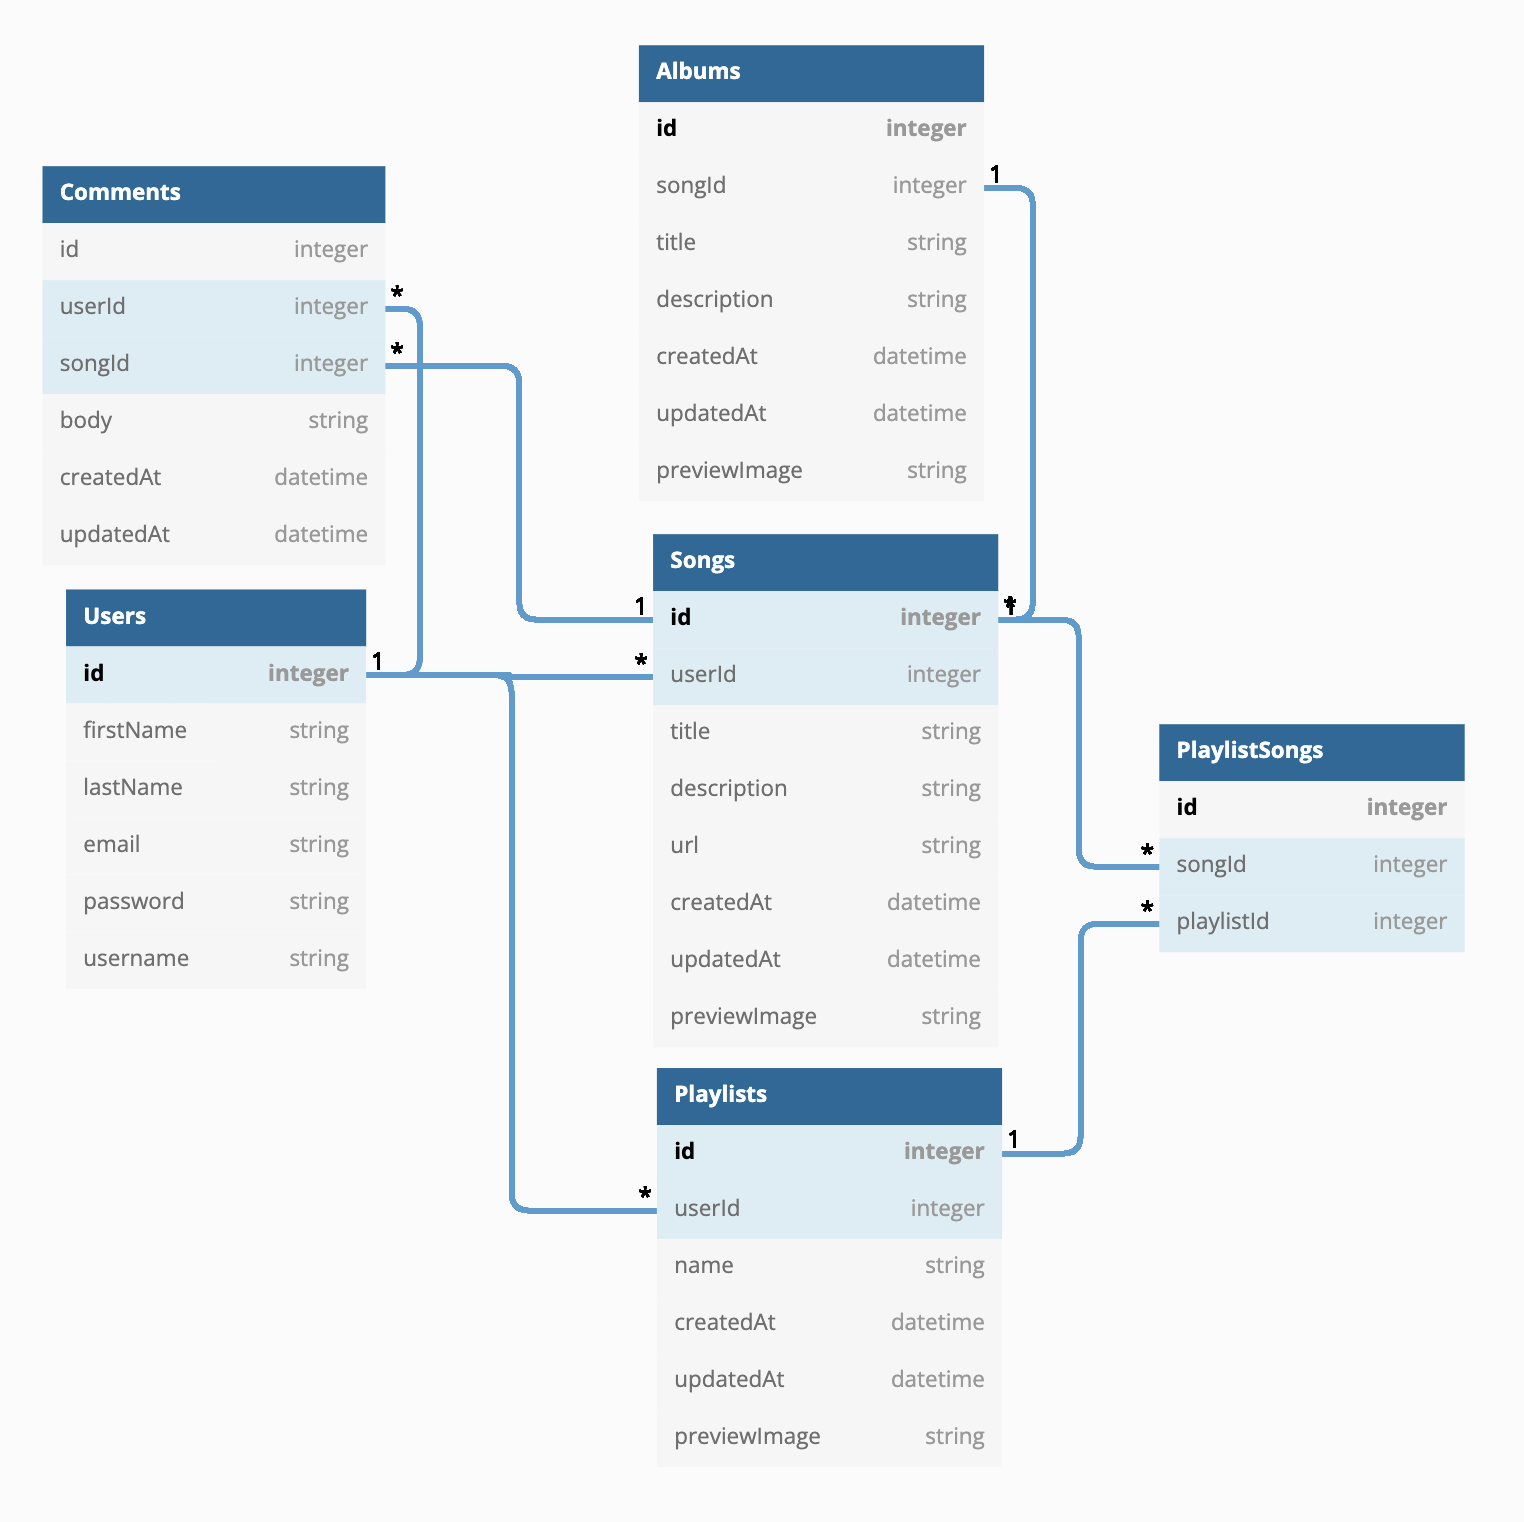 Albums
id integer
songId integer
title string
description string
createdAt datetime
updatedAt datetime
previewImage string
1
Comments
id integer
userId integer
songId integer
body string
createdAt datetime
updatedAt datetime
*
*
Users
id integer
firstName string
lastName string
email string
password string
username string
1
Songs
id integer
userId integer
title string
description string
url string
createdAt datetime
updatedAt datetime
previewImage string
1
*
PlaylistSongs
id integer
songId integer
playlistId integer
*
*
Playlists
id integer
userId integer
name string
createdAt datetime
updatedAt datetime
previewImage string
1
*